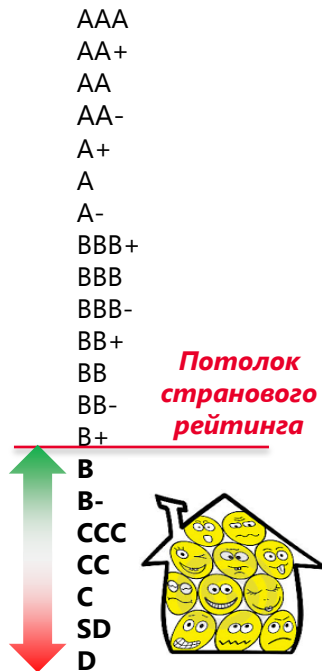 AAA
AA+
AA
AA-
A+
A
A-
BBB+
BBB
BBB-
BB+
BB
BB-
B+
Потолок
странового
рейтинга
B
B-
CCC
CC
C
SD
D